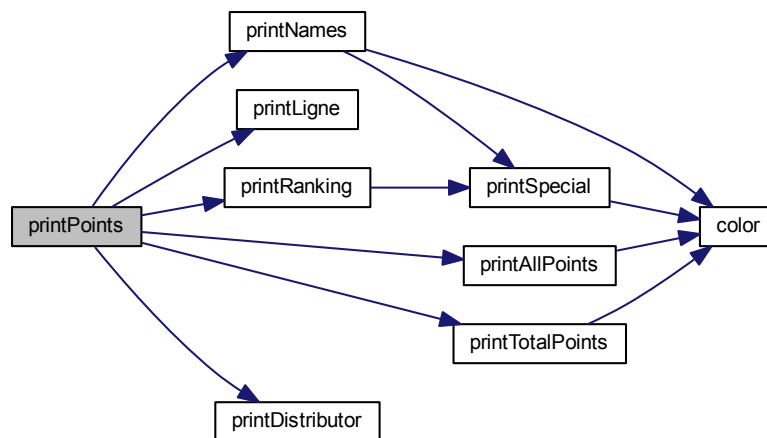 printNames
printLigne
printRanking
printSpecial
printPoints
color
printAllPoints
printTotalPoints
printDistributor